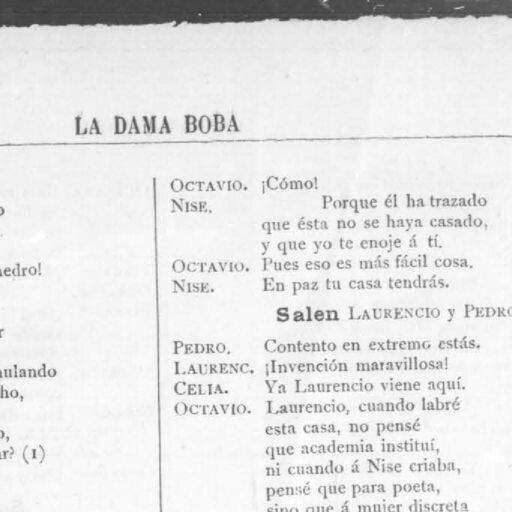 LA DAMA BOBA
o
nedro!
r
nulando
ho,
o,
ar? (1)
OCTAVIO. ¡Cómo!
NISE. Porque él ha trazado
que ésta no se haya casado,
y que yo te enoje á tí.
OCTAVIO. Pues eso es más fácil cosa.
NISE. En paz tu casa tendrás.
Salen LAURENCIO y PEDRO
PEDRO. Contento en extremo estás.
LAURENC. ¡Invención maravillosa!
CELIA. Ya Laurencio viene aquí.
OCTAVIO. Laurencio, cuando labré
esta casa, no pensé
que academia instituí,
ni cuando á Nise criaba,
pensé que para poeta,
sino que á mujer discreta